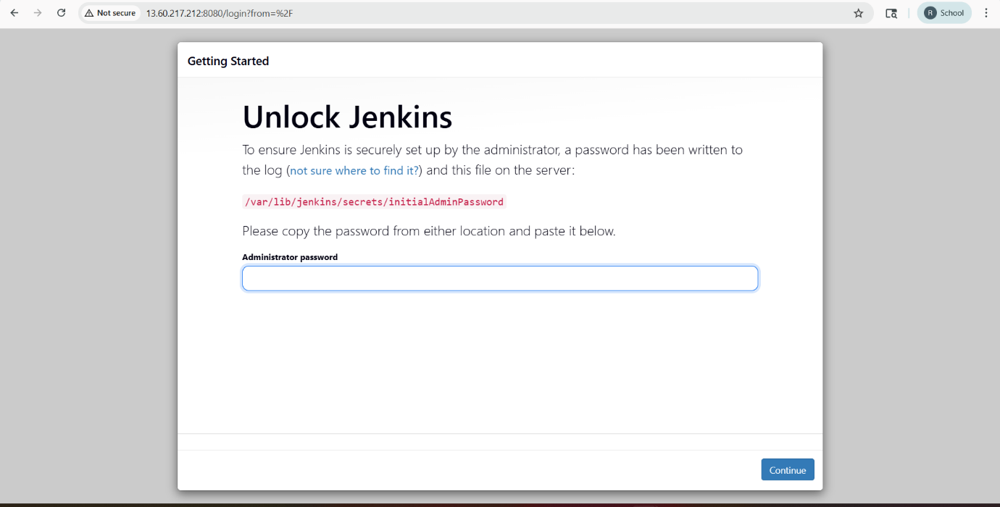 Not secure 13.60.217.212:8080/login?from=%2F R School
Getting Started
Unlock Jenkins
To ensure Jenkins is securely set up by the administrator, a password has been written to
the log (not sure where to find it?) and this file on the server:
/var/lib/jenkins/secrets/initialAdminPassword
Please copy the password from either location and paste it below.
Administrator password
Continue